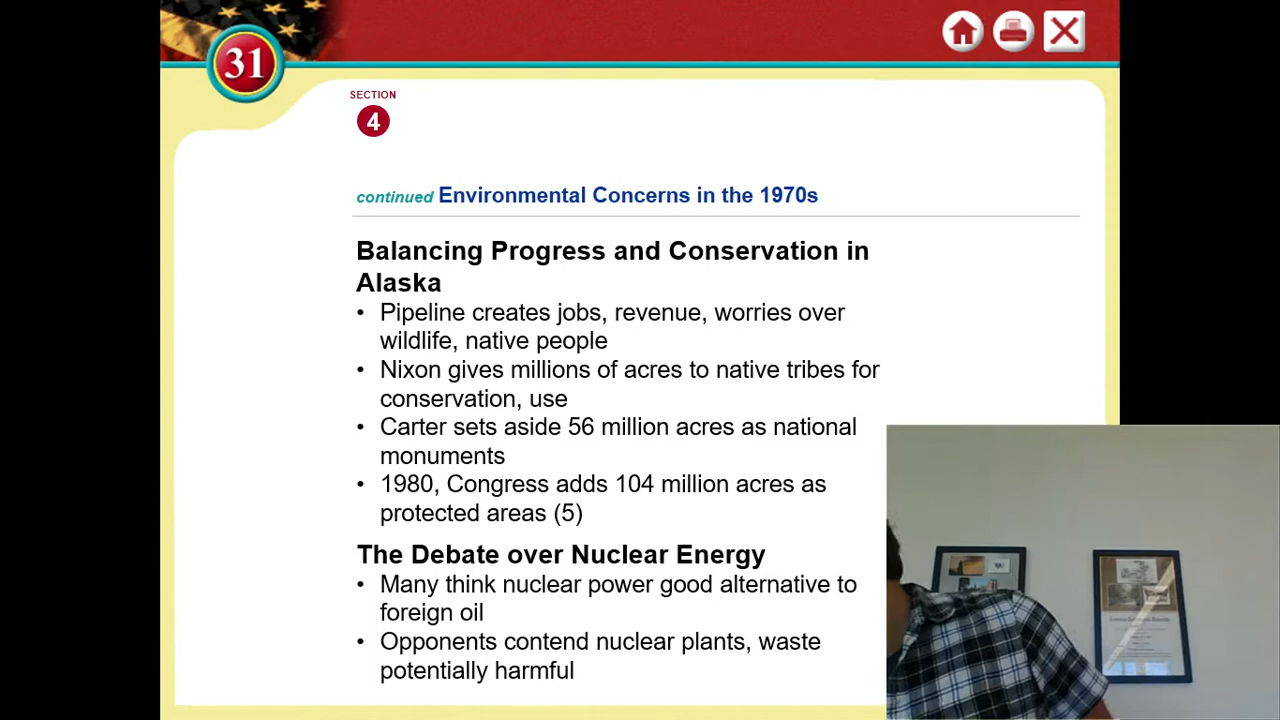 31
SECTION
4
continued Environmental Concerns in the 1970s
Balancing Progress and Conservation in
Alaska
• Pipeline creates jobs, revenue, worries over
wildlife, native people
• Nixon gives millions of acres to native tribes for
conservation, use
• Carter sets aside 56 million acres as national
monuments
• 1980, Congress adds 104 million acres as
protected areas (5)
The Debate over Nuclear Energy
• Many think nuclear power good alternative to
foreign oil
• Opponents contend nuclear plants, waste
potentially harmful